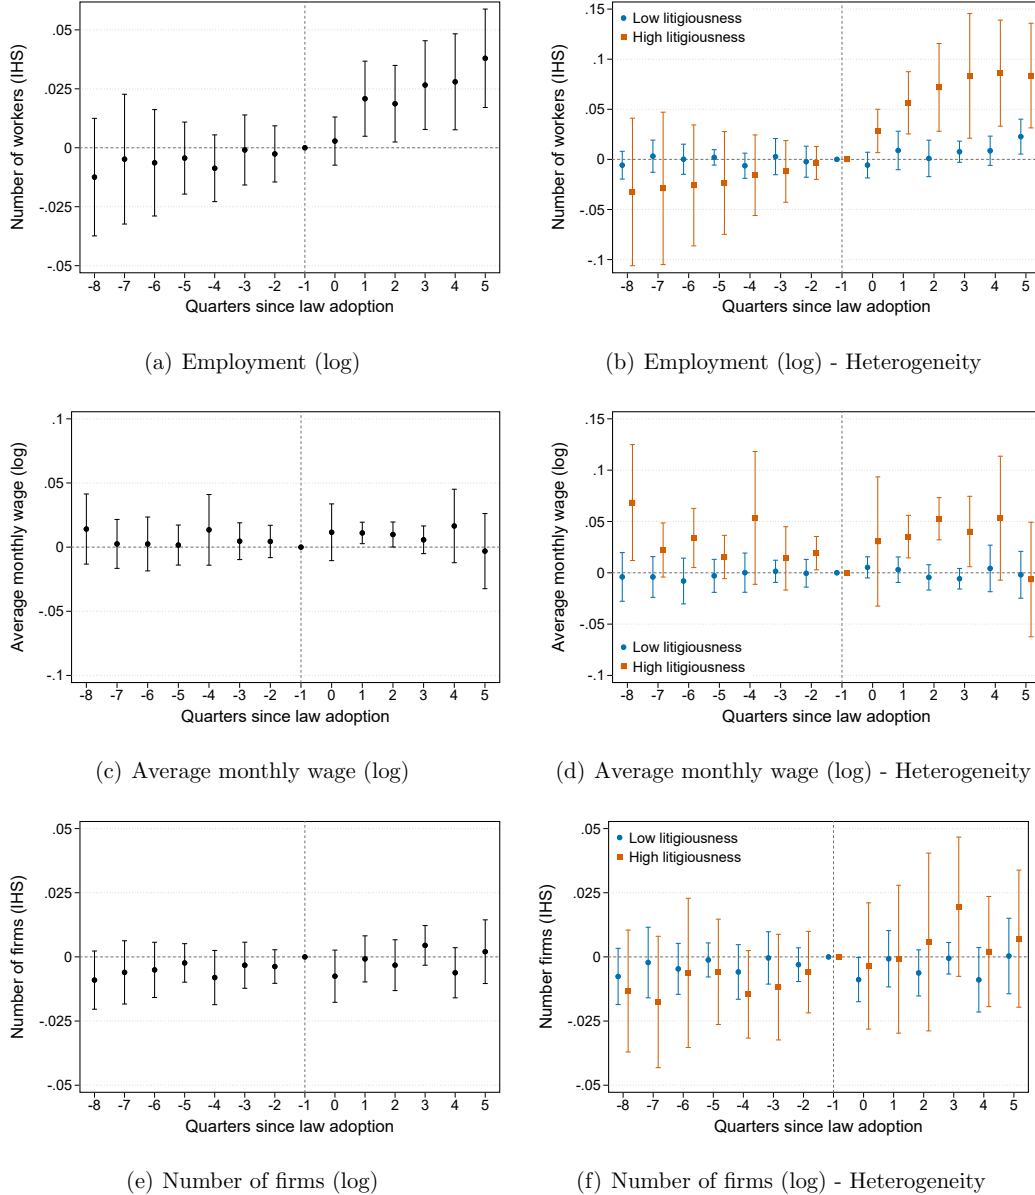 .05
.025
0
-.025
-.05
Number of workers (IHS)
-8 -7 -6 -5 -4 -3 -2 -1 0 1 2 3 4 5
Quarters since law adoption
(a) Employment (log)
.15
.1
.05
0
-.05
-.1
Number of workers (IHS)
Low litigiousness
High litigiousness
-8 -7 -6 -5 -4 -3 -2 -1 0 1 2 3 4 5
Quarters since law adoption
(b) Employment (log) - Heterogeneity
.1
.05
0
-.05
-.1
Average monthly wage (log)
-8 -7 -6 -5 -4 -3 -2 -1 0 1 2 3 4 5
Quarters since law adoption
(c) Average monthly wage (log)
.15
.1
.05
0
-.05
-.1
Average monthly wage (log)
Low litigiousness
High litigiousness
-8 -7 -6 -5 -4 -3 -2 -1 0 1 2 3 4 5
Quarters since law adoption
(d) Average monthly wage (log) - Heterogeneity
.05
.025
0
-.025
-.05
Number of firms (IHS)
-8 -7 -6 -5 -4 -3 -2 -1 0 1 2 3 4 5
Quarters since law adoption
(e) Number of firms (log)
.05
.025
0
-.025
-.05
Number firms (IHS)
Low litigiousness
High litigiousness
-8 -7 -6 -5 -4 -3 -2 -1 0 1 2 3 4 5
Quarters since law adoption
(f) Number of firms (log) - Heterogeneity